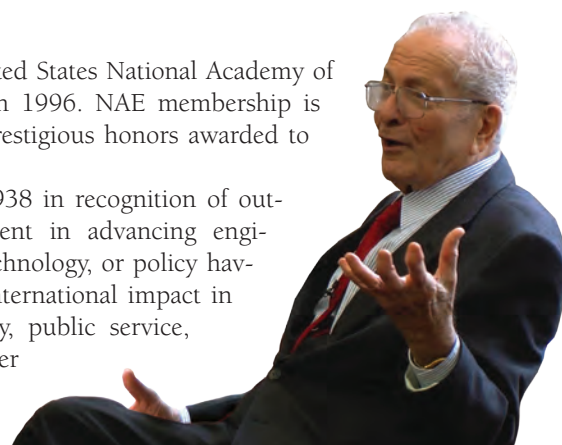 ted States National Academy of
n 1996. NAE membership is
restigious honors awarded to
938 in recognition of out-
ent in advancing engi-
chnology, or policy hav-
nternational impact in
y, public service,
er